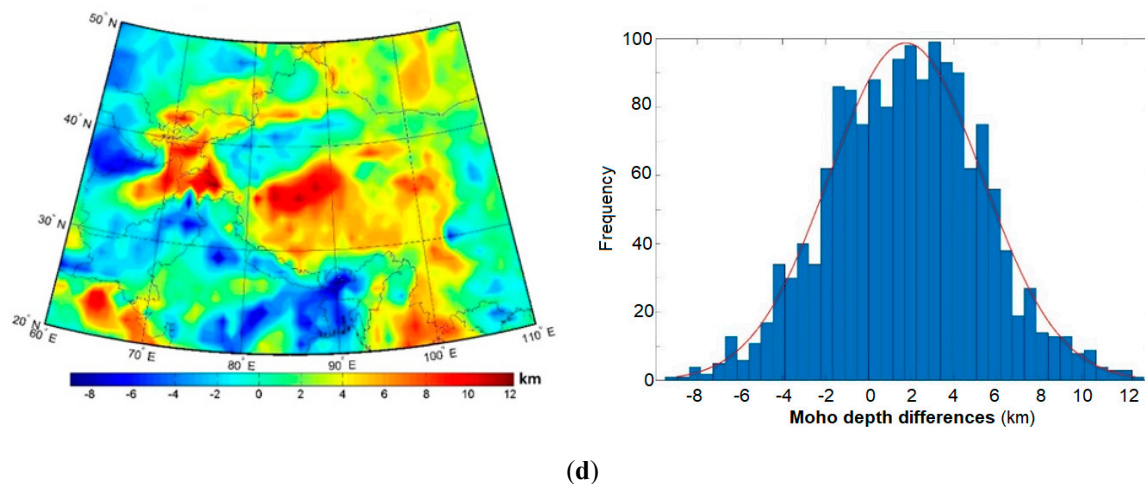 50°N
40°N
30°N
20°N
60°E
70°E
80°E
90°E
100°E
110°E
km
-8 -6 -4 -2 0 2 4 6 8 10 12
100
80
60
40
20
0
Frequency
-8 -6 -4 -2 0 2 4 6 8 10 12
Moho depth differences (km)
(d)